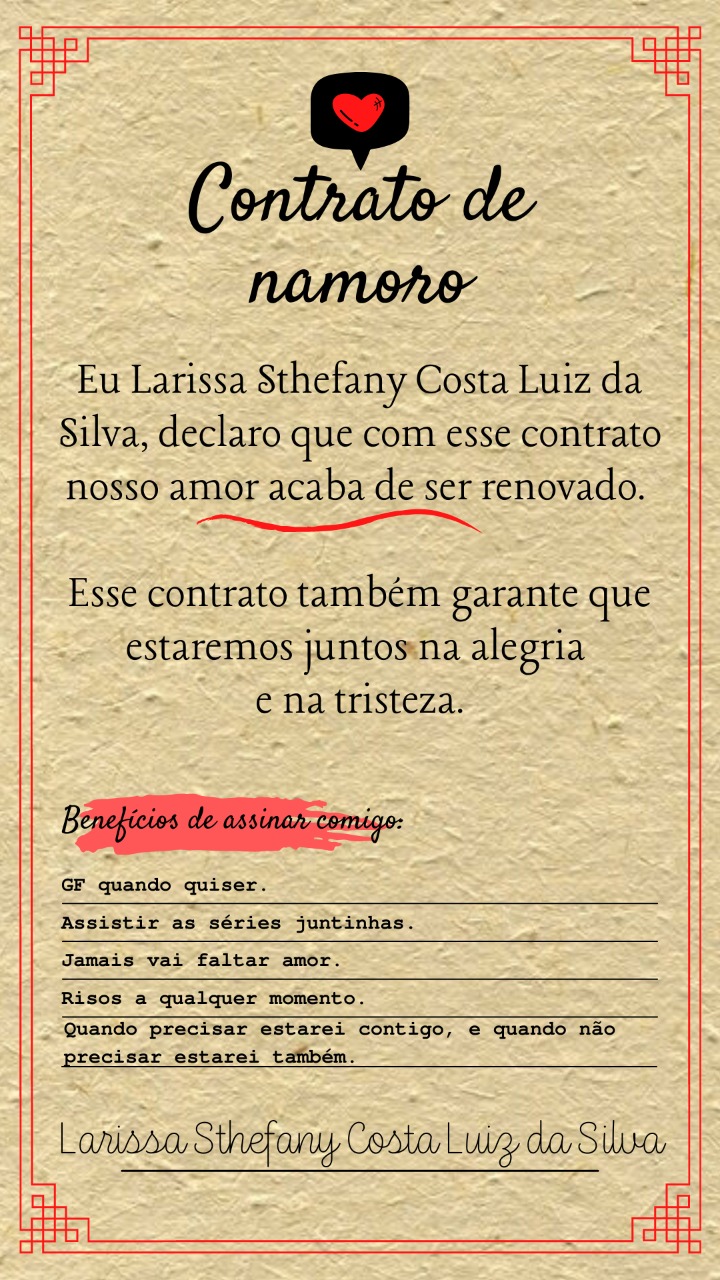 Contrato de
namoro
Eu Larissa Sthefany Costa Luiz da
Silva, declaro que com esse contrato
nosso amor acaba de ser renovado.
Esse contrato também garante que
estaremos juntos na alegria
e na tristeza.
Benefícios de assinar comigo:
GF quando quiser.
Assistir as séries juntinhas.
Jamais vai faltar amor.
Risos a qualquer momento.
Quando precisar estarei contigo, e quando não
precisar estarei também.
Larissa Sthefany Costa Luiz da Silva